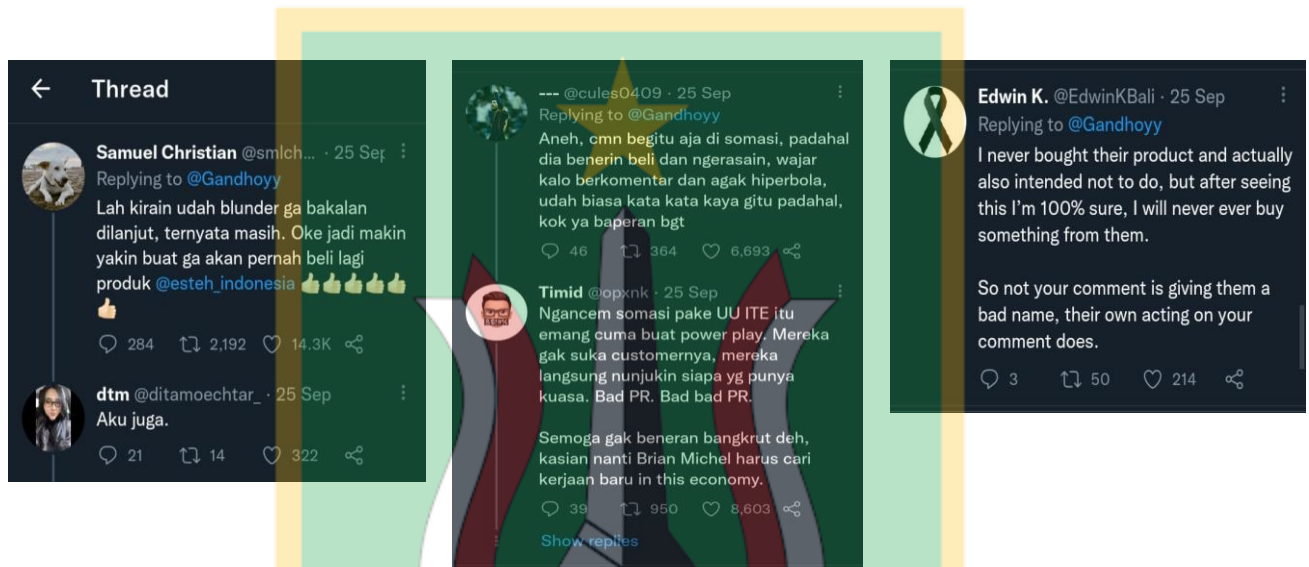 Thread
Samuel Christian @smlch... · 25 Sep
Replying to @Gandhoyy
Lah kirain udah blunder ga bakalan
dilanjut, ternyata masih. Oke jadi makin
yakin buat ga akan pernah beli lagi
produk @esteh_indonesia 👍👍👍👍👍
👍
284 2,192 14.3K
dtm @ditamoechtar_ · 25 Sep
Aku juga.
21 14 322
--- @cules0409 · 25 Sep
Replying to @Gandhoyy
Aneh, cmn begitu aja di somasi, padahal
dia benerin beli dan ngerasain, wajar
kalo berkomentar dan agak hiperbola,
udah biasa kata kata kaya gitu padahal,
kok ya baperan bgt
46 364 6,693
Timid @opxnk · 25 Sep
Ngancem somasi pake UU ITE itu
emang cuma buat power play. Mereka
gak suka customernya, mereka
langsung nunjukin siapa yg punya
kuasa. Bad PR. Bad bad PR.
Semoga gak beneran bangkrut deh,
kasian nanti Brian Michel harus cari
kerjaan baru in this economy.
39 950 8,603
Show replies
Edwin K. @EdwinKBali · 25 Sep
Replying to @Gandhoyy
I never bought their product and actually
also intended not to do, but after seeing
this I'm 100% sure, I will never ever buy
something from them.
So not your comment is giving them a
bad name, their own acting on your
comment does.
3 50 214